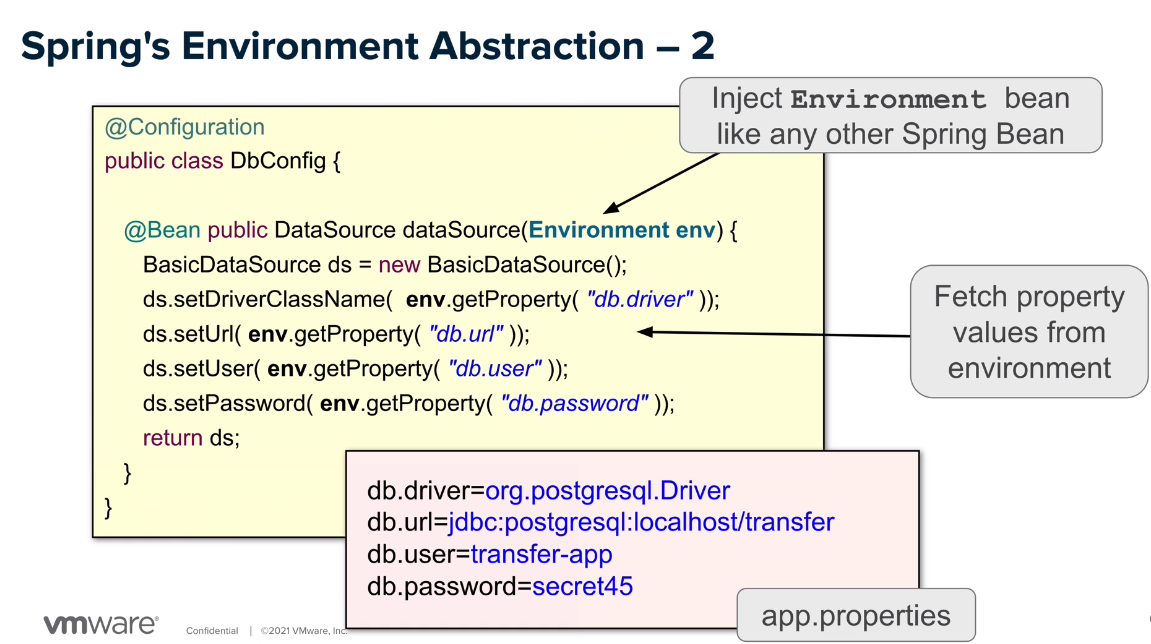 Spring's Environment Abstraction – 2
Inject Environment bean
like any other Spring Bean
@Configuration
public class DbConfig {
@Bean public DataSource dataSource(Environment env) {
BasicDataSource ds = new BasicDataSource();
ds.setDriverClassName( env.getProperty( "db.driver" ));
ds.setUrl( env.getProperty( "db.url" ));
ds.setUser( env.getProperty( "db.user" ));
ds.setPassword( env.getProperty( "db.password" ));
return ds;
}
}
Fetch property
values from
environment
db.driver=org.postgresql.Driver
db.url=jdbc:postgresql:localhost/transfer
db.user=transfer-app
db.password=secret45
app.properties
vmware®
Confidential | ©2021 VMware, Inc.